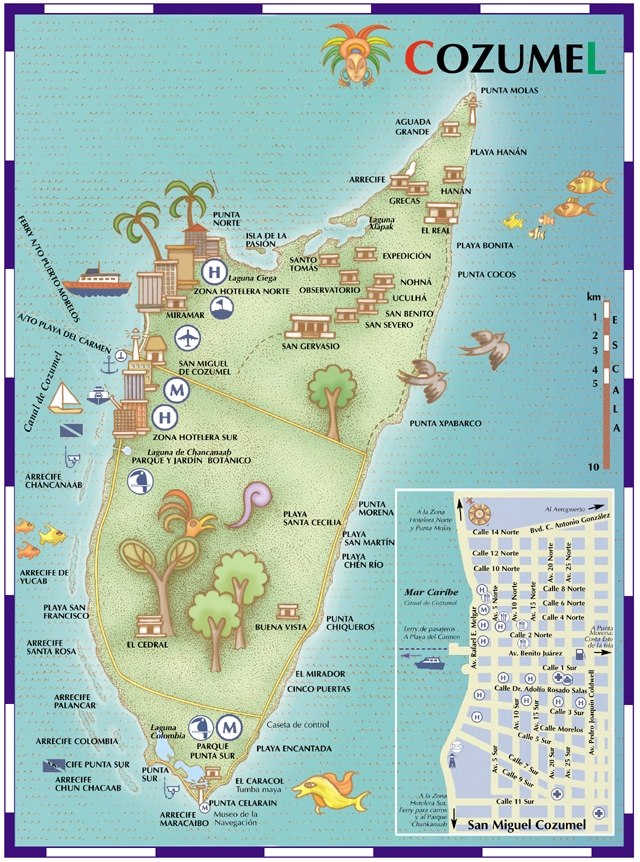 COZUMEL
PUNTA MOLAS
AGUADA
GRANDE
PLAYA HANÁN
ARRECIFE
HANÁN
GRECAS
PUNTA
NORTE
Laguna
Xlapak
EL REAL
ISLA DE LA
PASIÓN
PLAYA BONITA
FERRY A/TO PUERTO MORELOS
SANTO
TOMÁS
EXPEDICIÓN
PUNTA COCOS
H
Laguna Ciega
ZONA HOTELERA NORTE
OBSERVATORIO
NOHNÁ
UCULHÁ
km
1
2
3
4
5
10
ESCALA
MIRAMAR
SAN BENITO
SAN SEVERO
A/TO PLAYA DEL CARMEN
SAN GERVASIO
SAN MIGUEL
DE COZUMEL
Canal de Cozumel
M
H
ZONA HOTELERA SUR
PUNTA XPABARCO
Laguna de Chancanaab
PARQUE Y JARDÍN BOTÁNICO
ARRECIFE
CHANCANAAB
PLAYA
SANTA CECILIA
PUNTA
MORENA
PLAYA
SAN MARTÍN
PLAYA
CHÉN RÍO
ARRECIFE DE
YUCAB
PLAYA SAN
FRANCISCO
BUENA VISTA
PUNTA
CHIQUEROS
EL CEDRAL
ARRECIFE
SANTA ROSA
EL MIRADOR
CINCO PUERTAS
ARRECIFE
PALANCAR
Caseta de control
Laguna
Colombia
M
PARQUE
PUNTA SUR
PLAYA ENCANTADA
ARRECIFE COLOMBIA
ARRECIFE PUNTA SUR
PUNTA
SUR
ARRECIFE
CHUN CHACAAB
EL CARACOL
Tumba maya
M
PUNTA CELARAIN
Museo de la
Navegación
ARRECIFE
MARACAIBO
A la Zona
Hotelera Norte
y Punta Molas
Al Aeropuerto
Bvd. C. Antonio González
Calle 14 Norte
Calle 12 Norte
Calle 10 Norte
Av. 20 Norte
Av. 25 Norte
Mar Caribe
Canal de Cozumel
H
M
H
H
Av. 5 Norte
Av. 10 Norte
Av. 15 Norte
Calle 8 Norte
Calle 6 Norte
Calle 4 Norte
Ferry de pasajeros
A Playa del Carmen
Av. Rafael E. Melgar
H
Calle 2 Norte
A Punta
Morena,
Costa Este
de la Isla
Av. Benito Juárez
Calle 1 Sur
H
H
H
Calle Dr. Adolfo Rosado Salas
H
H
H
H
Calle 3 Sur
Av. 10 Sur
Av. 15 Sur
Calle Morelos
Calle 5 Sur
Av. Pedro Joaquín Coldwell
Av. 5 Sur
Calle 7 Sur
Calle 9 Sur
Av. 20 Sur
Av. 25 Sur
A la Zona
Hotelera Sur,
Ferry para carros
y al Parque
Chankanaab
Calle 11 Sur
San Miguel Cozumel